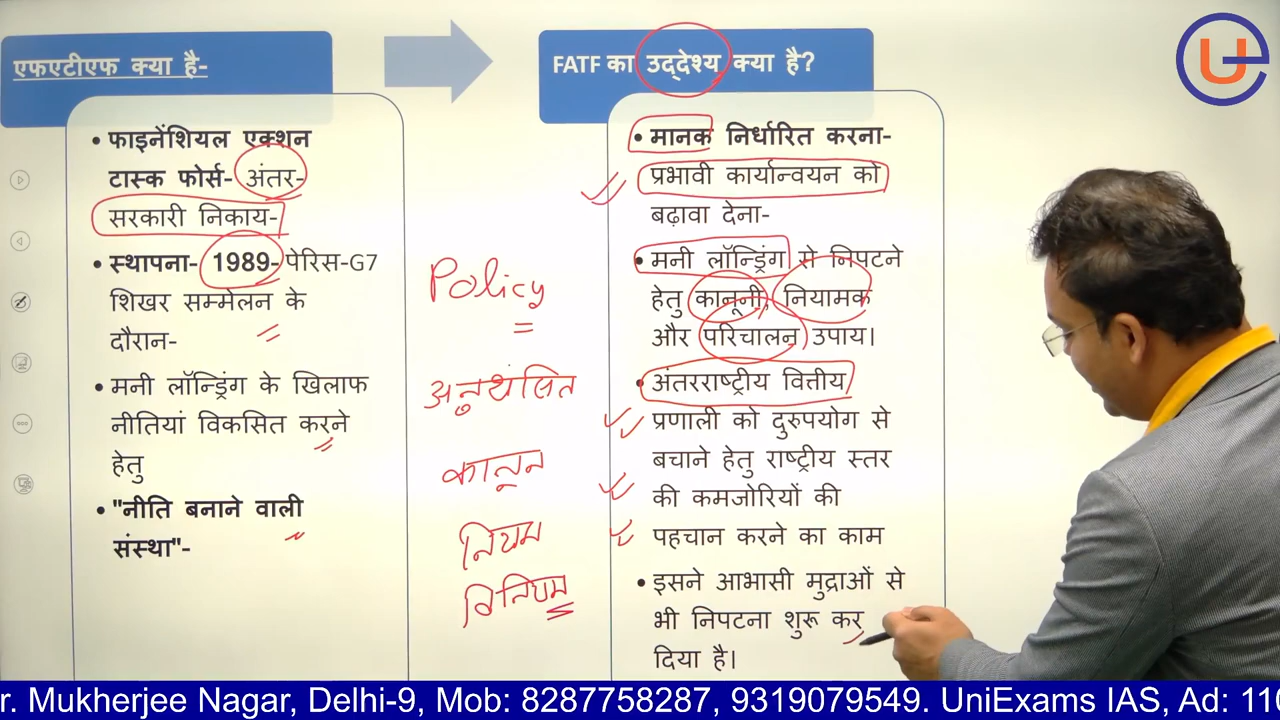 एफएटीएफ क्या है-
फाइनेंशियल एक्शन
टास्क फोर्स- अंतर-
सरकारी निकाय-
स्थापना- 1989- पेरिस-G7
शिखर सम्मेलन के
दौरान-
मनी लॉन्ड्रिंग के खिलाफ
नीतियां विकसित करने
हेतु
"नीति बनाने वाली
संस्था"-
Policy
अनुशंसित
कानून
नियम
विनियम
FATF का उद्देश्य क्या है?
मानक निर्धारित करना-
प्रभावी कार्यान्वयन को
बढ़ावा देना-
मनी लॉन्ड्रिंग से निपटने
हेतु कानूनी, नियामक
और परिचालन उपाय।
अंतरराष्ट्रीय वित्तीय
प्रणाली को दुरुपयोग से
बचाने हेतु राष्ट्रीय स्तर
की कमजोरियों की
पहचान करने का काम
इसने आभासी मुद्राओं से
भी निपटना शुरू कर
दिया है।
U
r. Mukherjee Nagar, Delhi-9, Mob: 8287758287, 9319079549. UniExams IAS, Ad: 110